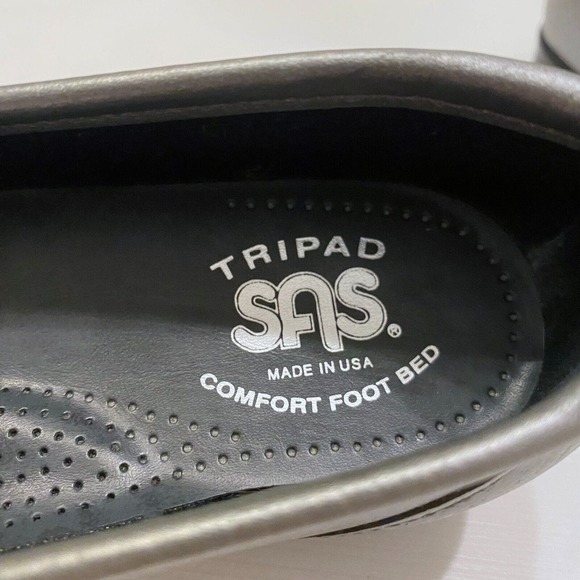 TRIPAD
SAS®
MADE IN USA
COMFORT FOOT BED